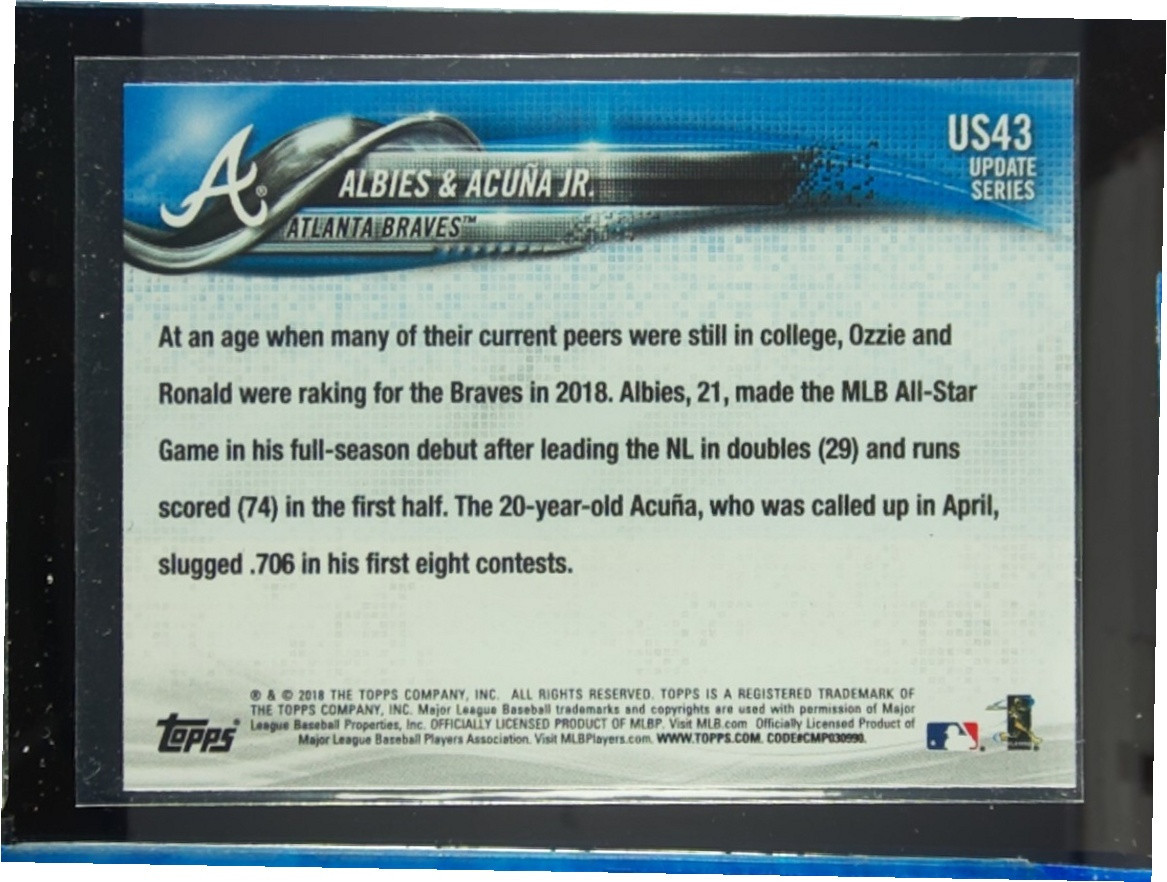 US43
UPDATE
SERIES
A®
ALBIES & ACUÑA JR.
ATLANTA BRAVES™
At an age when many of their current peers were still in college, Ozzie and
Ronald were raking for the Braves in 2018. Albies, 21, made the MLB All-Star
Game in his full-season debut after leading the NL in doubles (29) and runs
scored (74) in the first half. The 20-year-old Acuña, who was called up in April,
slugged .706 in his first eight contests.
® & © 2018 THE TOPPS COMPANY, INC. ALL RIGHTS RESERVED. TOPPS IS A REGISTERED TRADEMARK OF
THE TOPPS COMPANY, INC. Major League Baseball trademarks and copyrights are used with permission of Major
League Baseball Properties, Inc. OFFICIALLY LICENSED PRODUCT OF MLBP. Visit MLB.com Officially Licensed Product of
Major League Baseball Players Association. Visit MLBPlayers.com. WWW.TOPPS.COM. CODE#CMP030990.
topps®